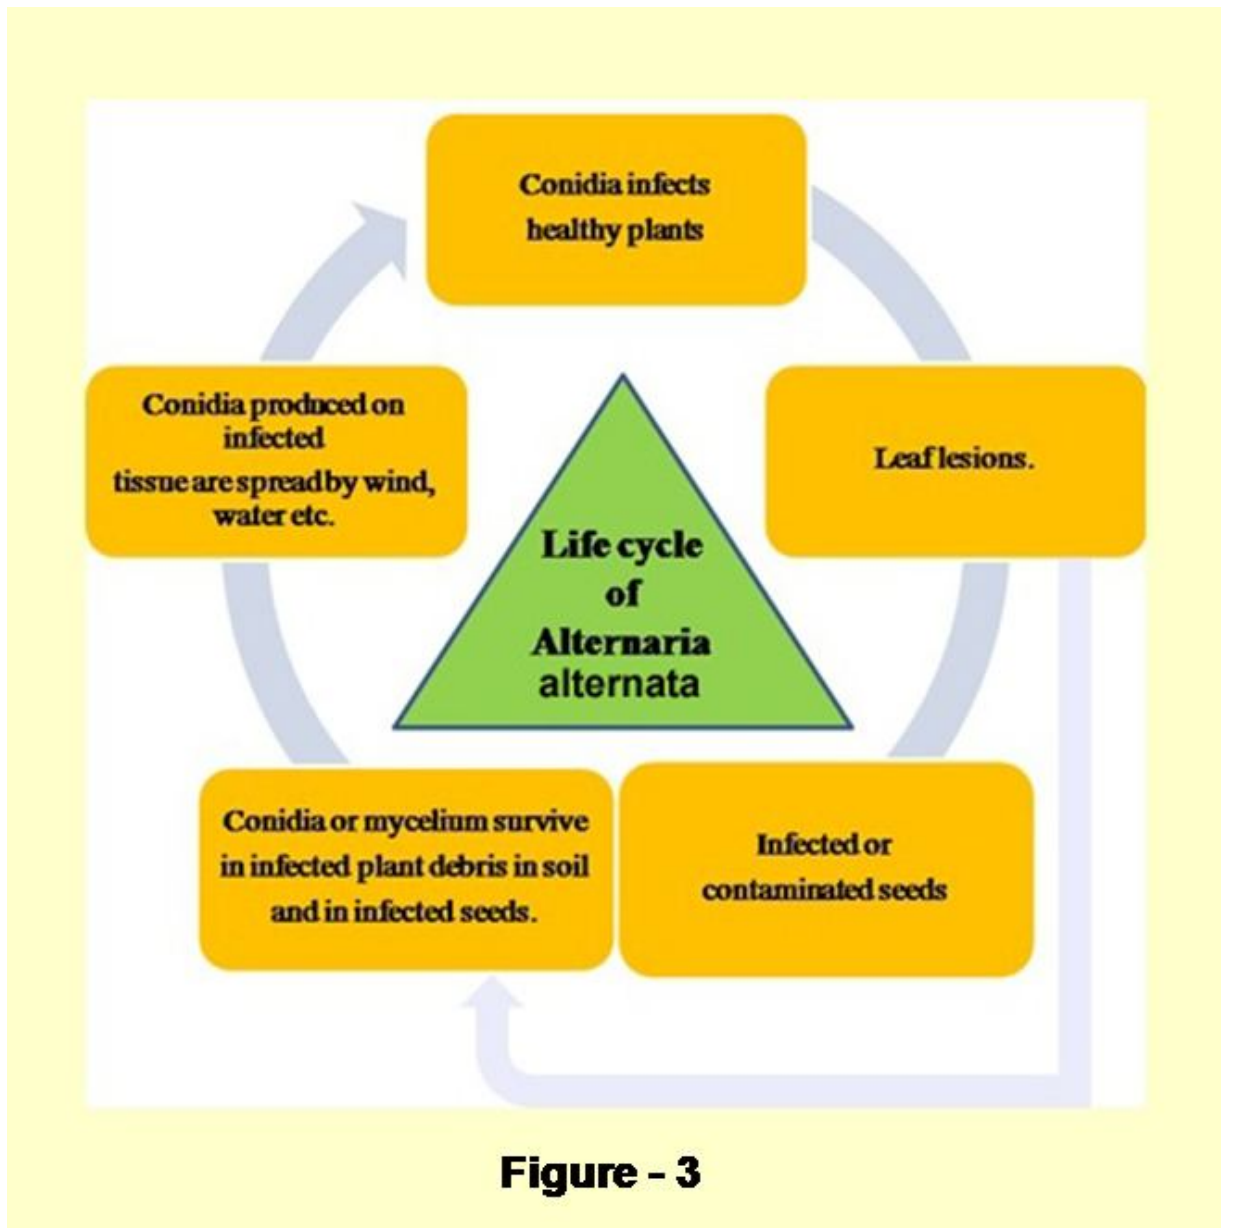 Conidia infects
healthy plants
Conidia produced on
infected
tissue are spread by wind,
water etc.
Leaf lesions.
Life cycle
of
Alternaria
alternata
Conidia or mycelium survive
in infected plant debris in soil
and in infected seeds.
Infected or
contaminated seeds
Figure - 3